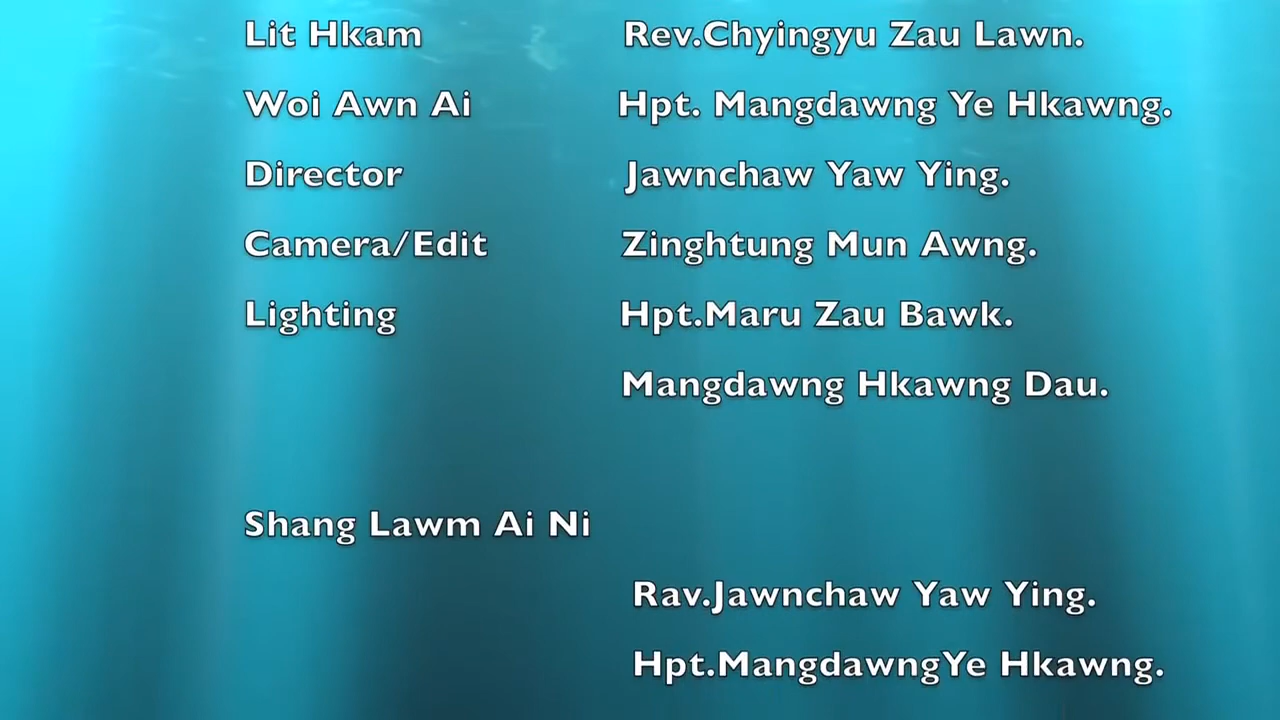 Lit Hkam Rev.Chyingyu Zau Lawn.
Woi Awn Ai Hpt. Mangdawng Ye Hkawng.
Director Jawnchaw Yaw Ying.
Camera/Edit Zinghtung Mun Awng.
Lighting Hpt.Maru Zau Bawk.
Mangdawng Hkawng Dau.
Shang Lawm Ai Ni
Rav.Jawnchaw Yaw Ying.
Hpt.MangdawngYe Hkawng.